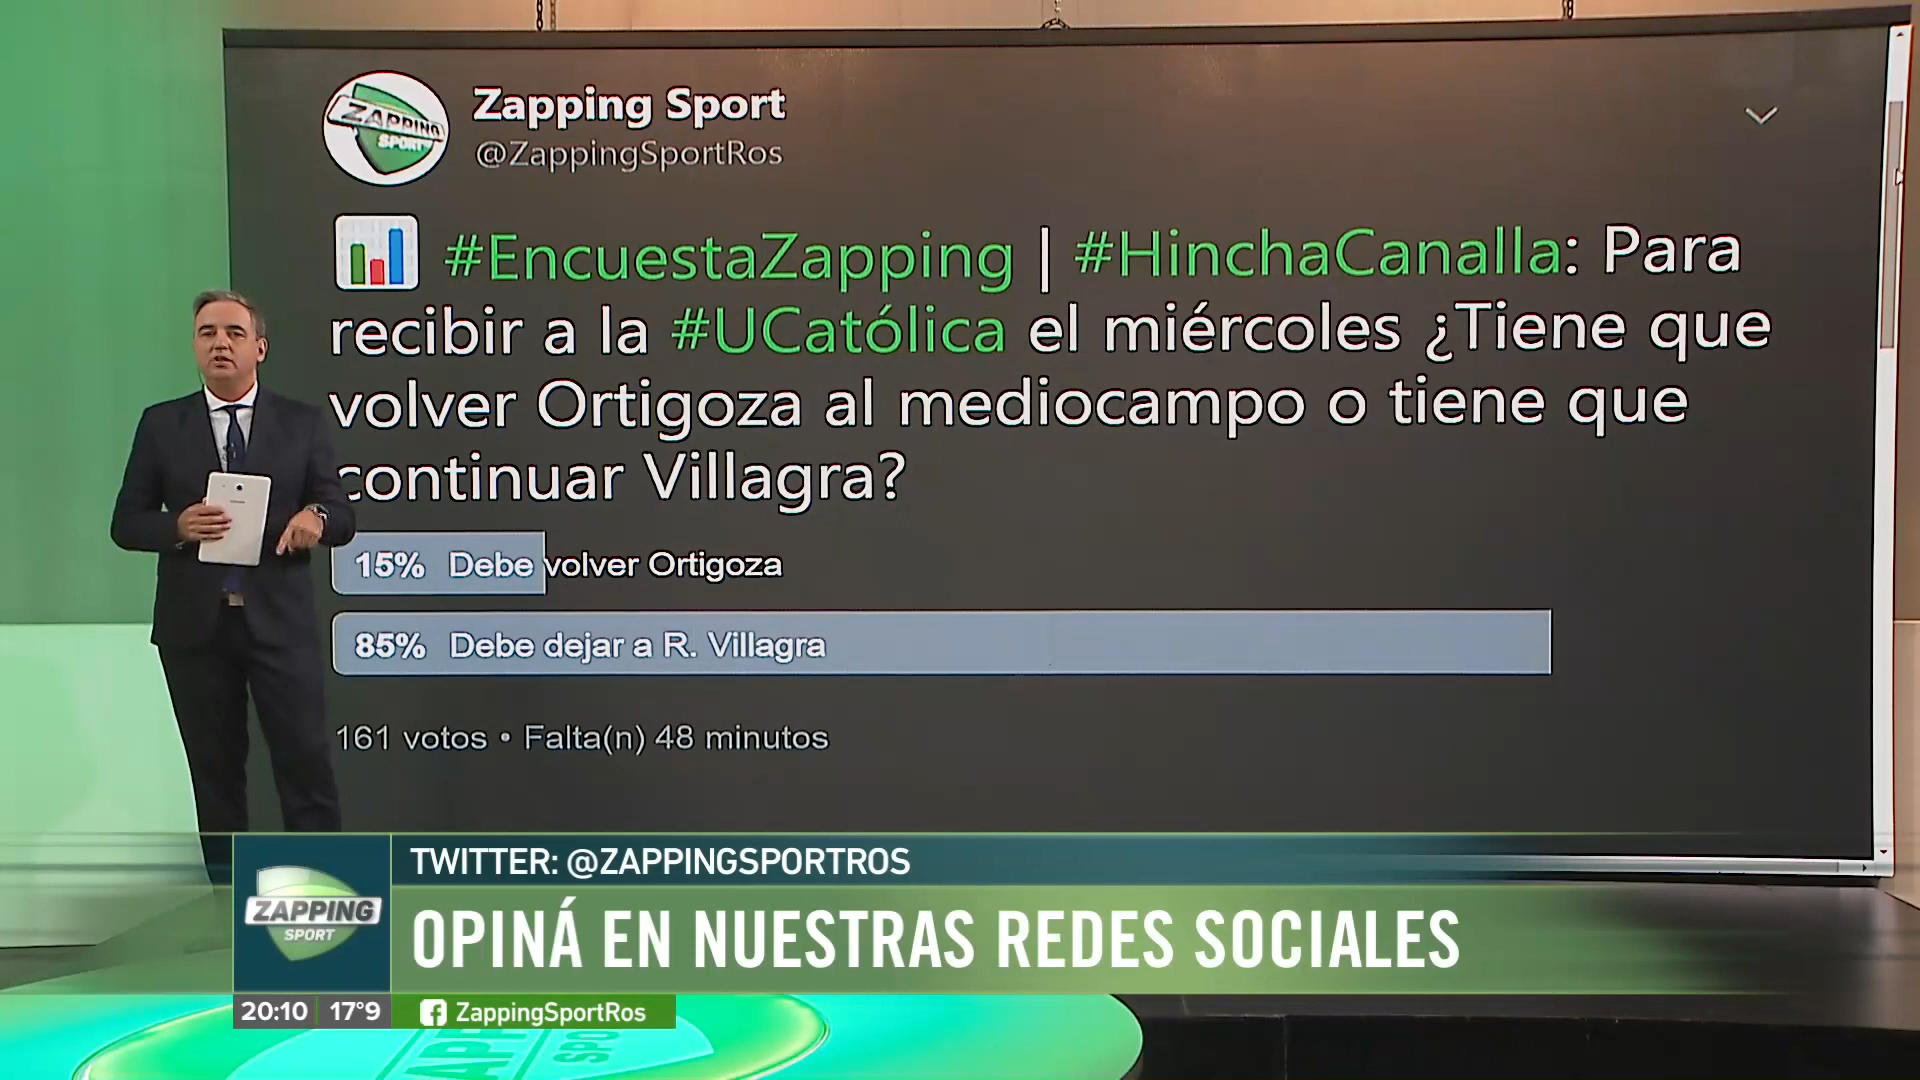 ZAPPING
SPORT
Zapping Sport
@ZappingSportRos
#EncuestaZapping | #HinchaCanalla: Para
recibir a la #UCatólica el miércoles ¿Tiene que
volver Ortigoza al mediocampo o tiene que
continuar Villagra?
15% Debe volver Ortigoza
85% Debe dejar a R. Villagra
161 votos • Falta(n) 48 minutos
TWITTER: @ZAPPINGSPORTROS
ZAPPING
SPORT
OPINÁ EN NUESTRAS REDES SOCIALES
20:10 17°9 ZappingSportRos